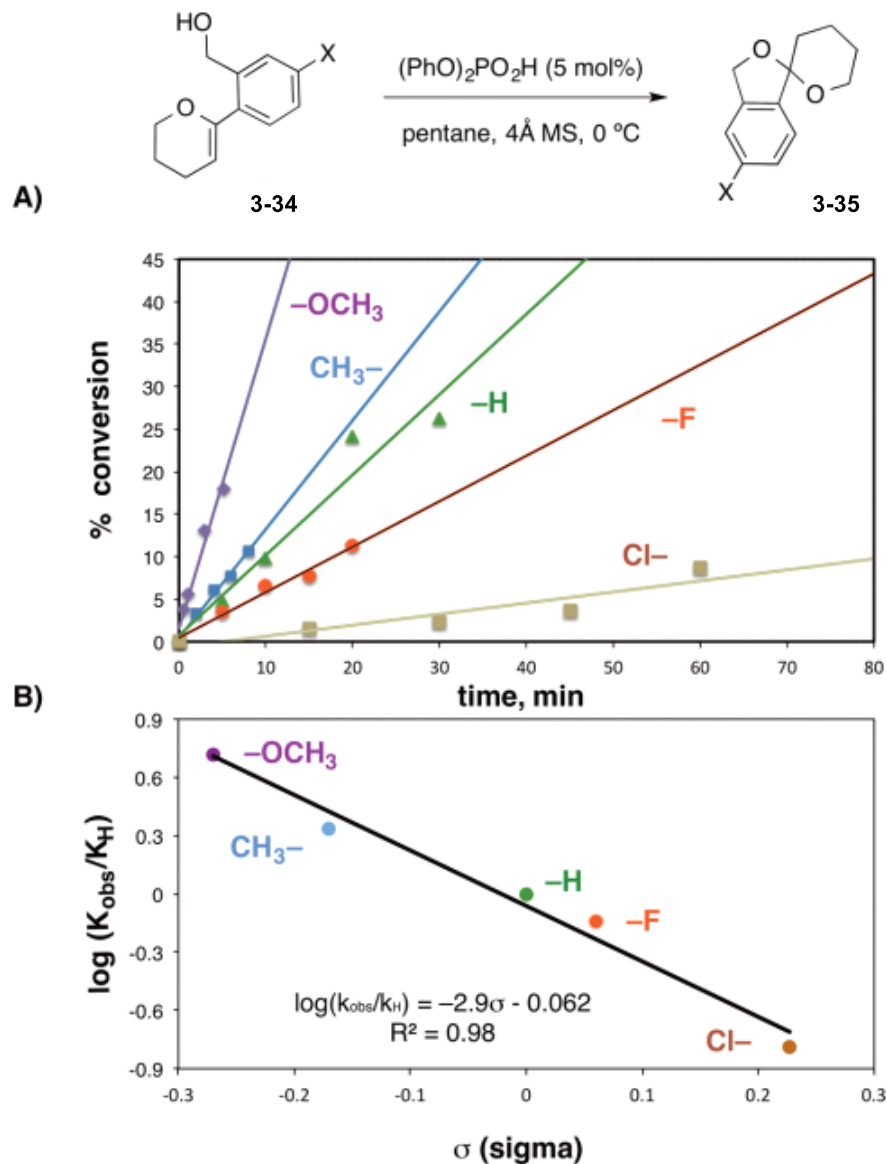 HO
X
O
(PhO)₂PO₂H (5 mol%)
pentane, 4Å MS, 0 ºC
O
O
X
A)
3-34
3-35
45
40
35
30
25
20
15
10
5
0
% conversion
–OCH₃
CH₃–
–H
–F
Cl–
0 10 20 30 40 50 60 70 80
time, min
B)
0.9
0.6
0.3
0
-0.3
-0.6
-0.9
log (K_obs/K_H)
–OCH₃
CH₃–
–H
–F
Cl–
log(k_obs/k_H) = –2.9σ - 0.062
R² = 0.98
-0.3 -0.2 -0.1 0 0.1 0.2 0.3
σ (sigma)